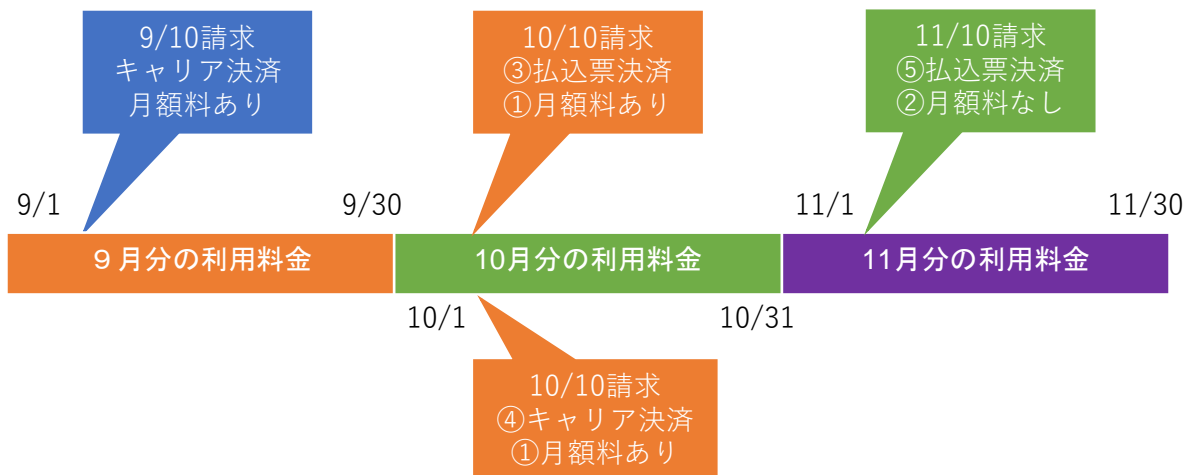 9/10請求
キャリア決済
月額料あり
10/10請求
③払込票決済
①月額料あり
11/10請求
⑤払込票決済
②月額料なし
9/1
9/30
11/1
11/30
９月分の利用料金
10月分の利用料金
11月分の利用料金
10/1
10/31
10/10請求
④キャリア決済
①月額料あり